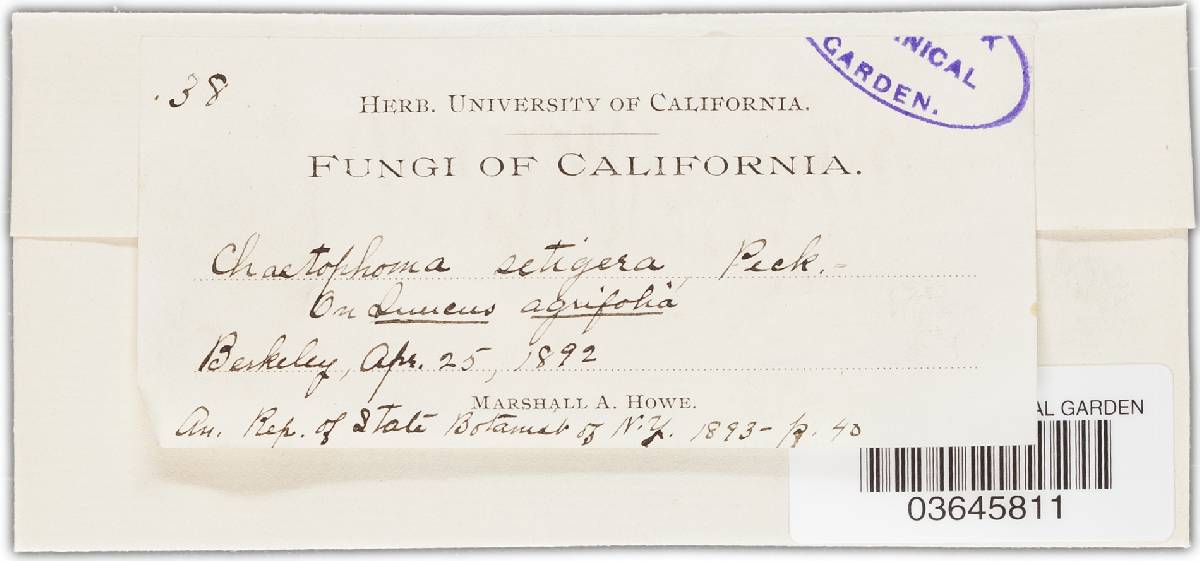 .38
NICAL
GARDEN.
HERB. UNIVERSITY OF CALIFORNIA.
FUNGI OF CALIFORNIA.
Chaetophoma setigera, Peck.-
On Quercus agrifolia
Berkeley, Apr. 25, 1892
MARSHALL A. HOWE.
An. Rep. of State Botanist of N.Y. 1893- p. 40
AL GARDEN
03645811